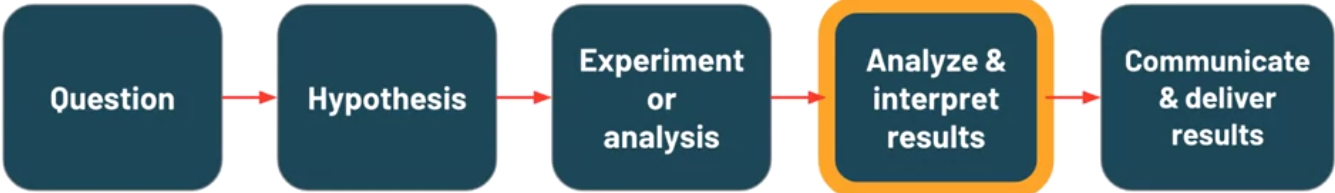 Question
Hypothesis
Experiment
or
analysis
Analyze &
interpret
results
Communicate
& deliver
results